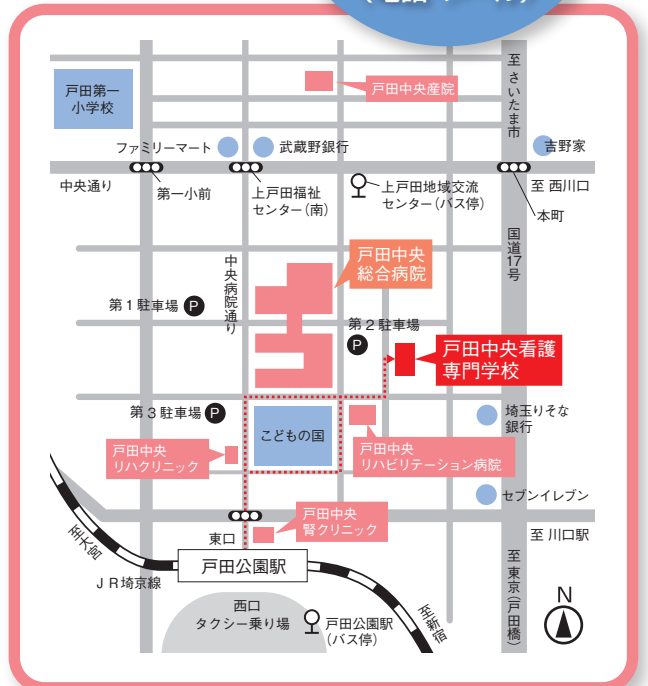 至 さいたま市
戸田第一
小学校
戸田中央産院
ファミリーマート
武蔵野銀行
吉野家
中央通り
第一小前
上戸田福祉
センター(南)
上戸田地域交流
センター(バス停)
至 西川口
本町
国道17号
中央病院通り
戸田中央
総合病院
第1駐車場 P
第2駐車場
P
戸田中央看護
専門学校
第3駐車場 P
こどもの国
埼玉りそな
銀行
戸田中央
リハクリニック
戸田中央
リハビリテーション病院
セブンイレブン
戸田中央
腎クリニック
東口
至 川口駅
至大宮
戸田公園駅
JR埼京線
至 東京(戸田橋)
西口
タクシー乗り場
戸田公園駅
(バス停)
至新宿
N